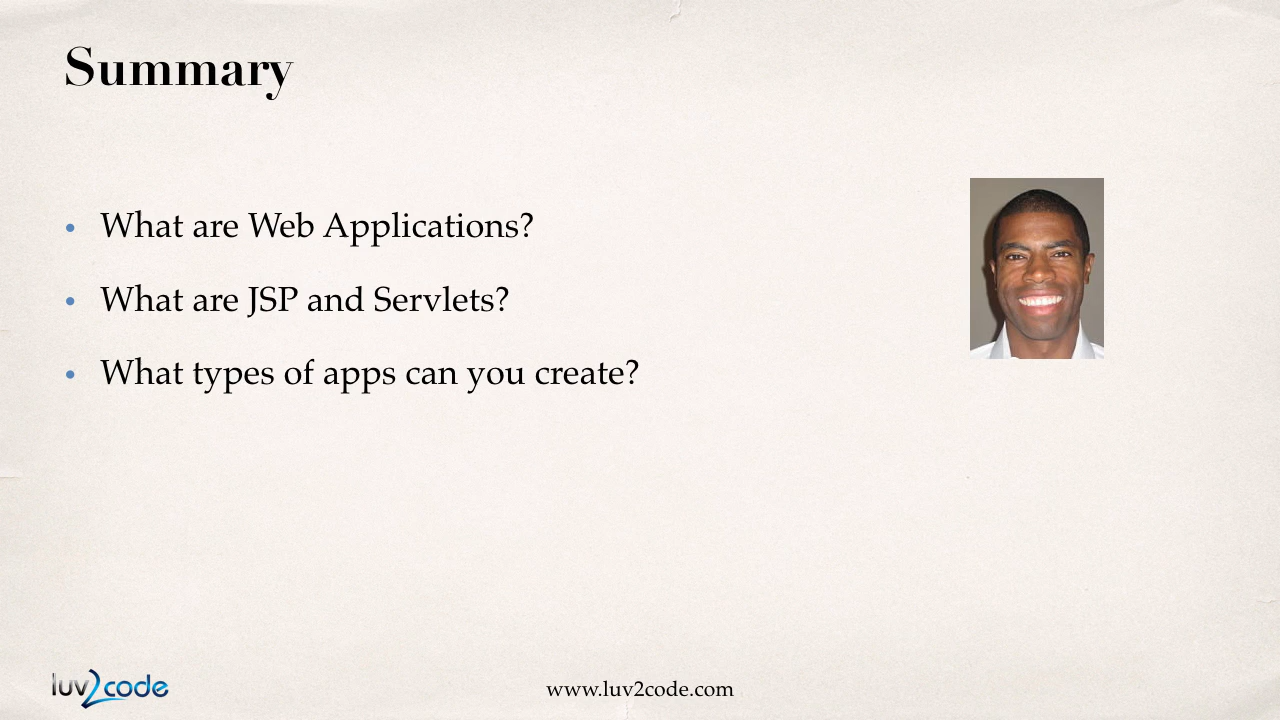 Summary
• What are Web Applications?
• What are JSP and Servlets?
• What types of apps can you create?
luv2code
www.luv2code.com